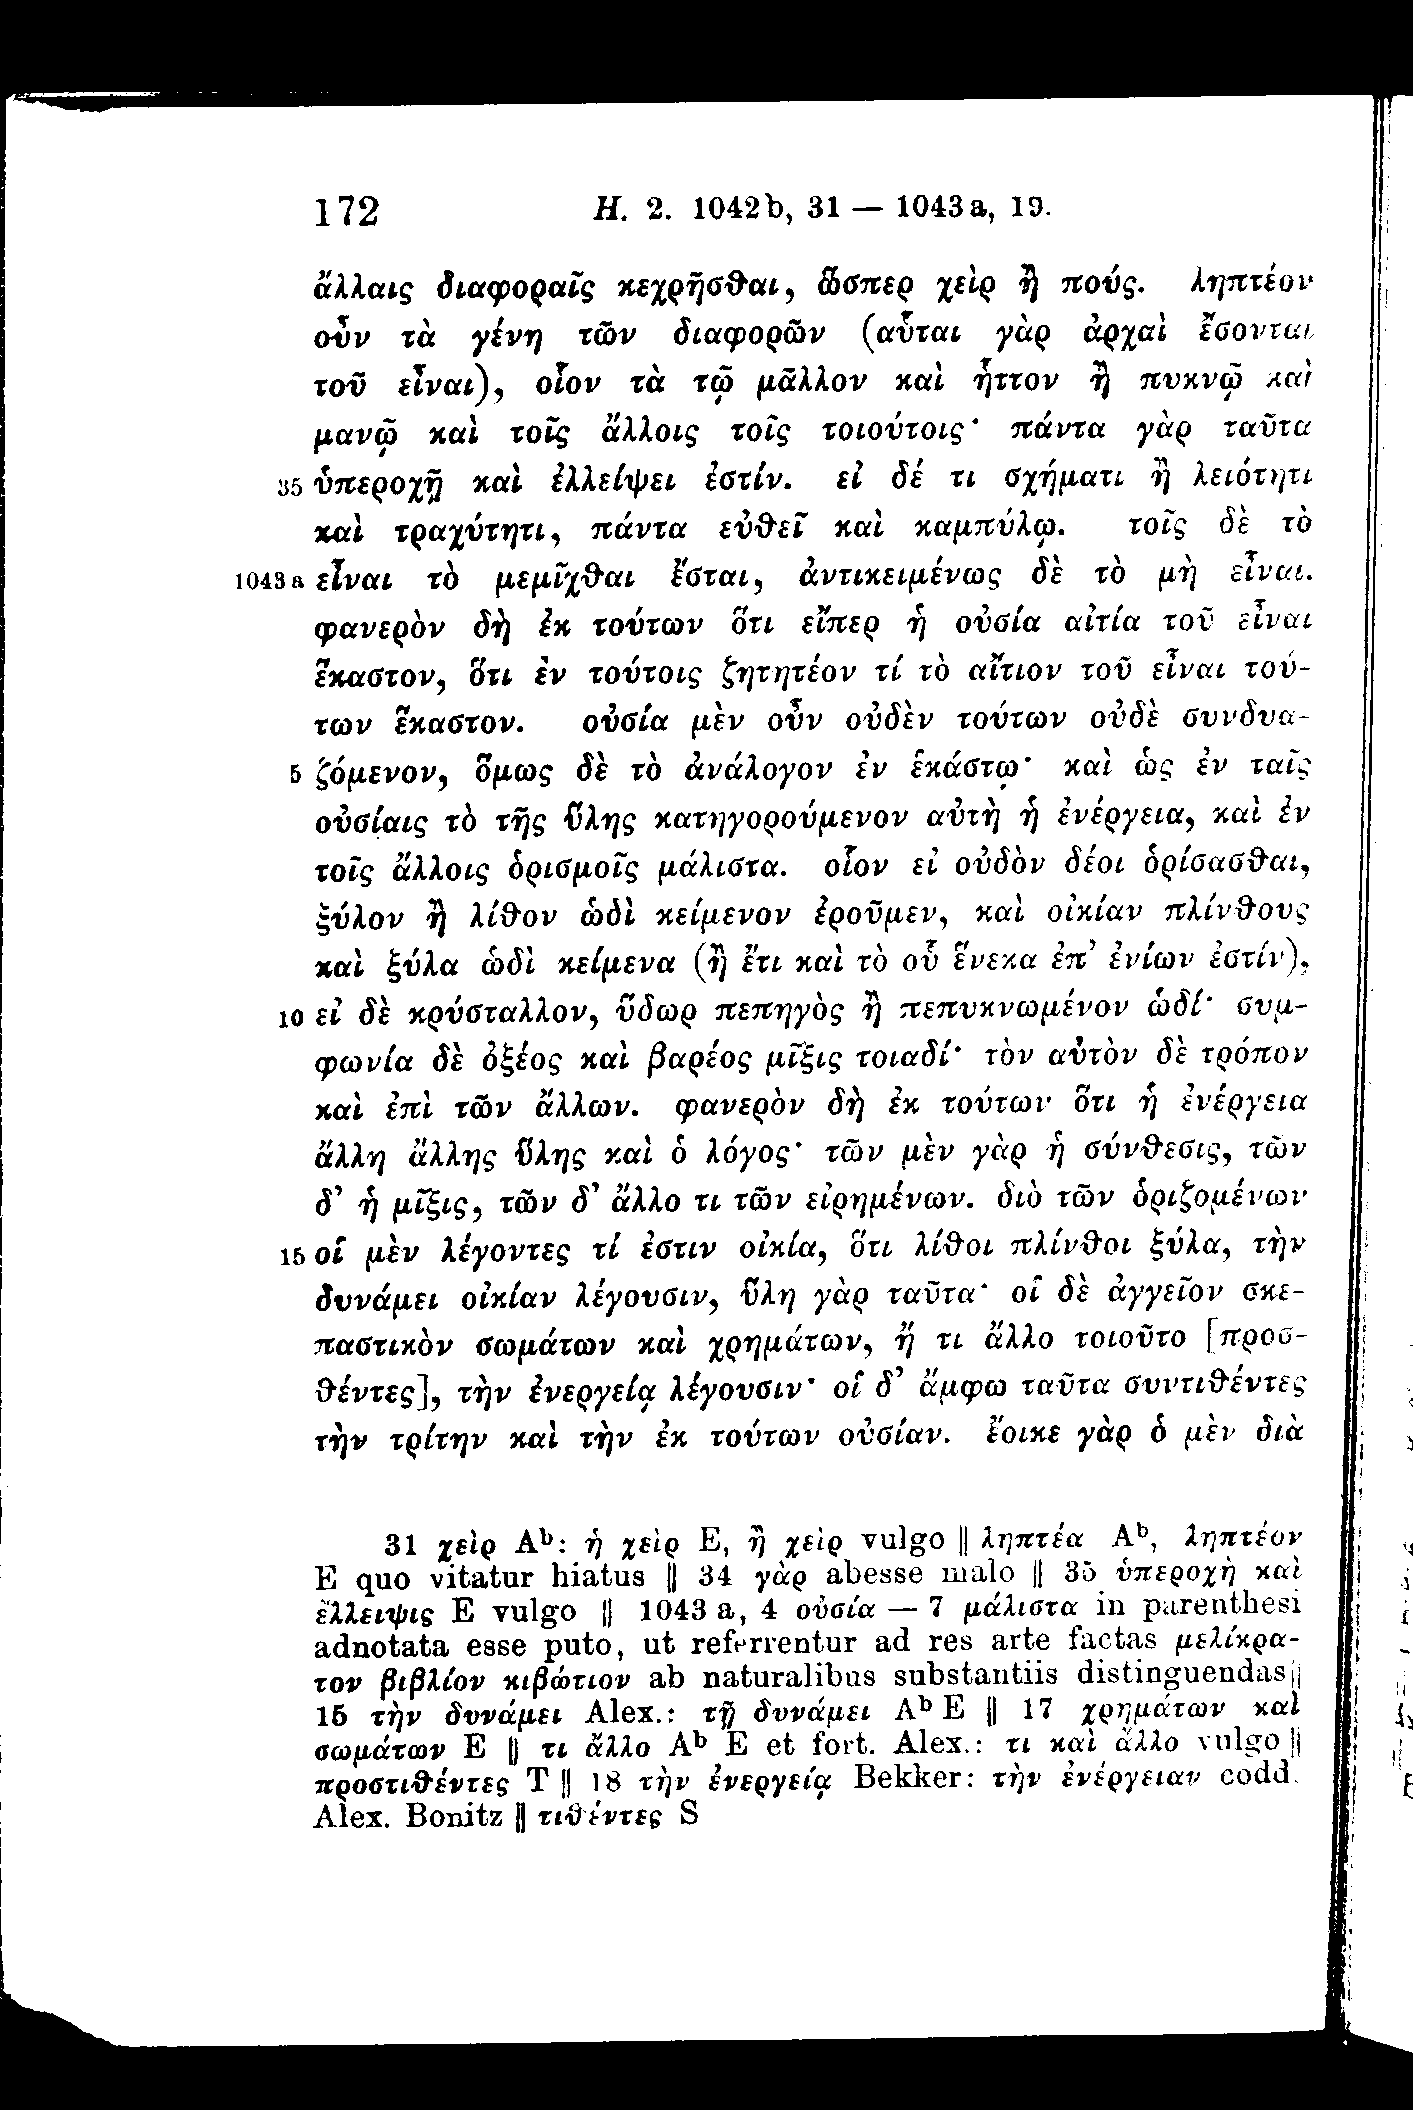 172 H. 2. 1042b, 31 — 1043a, 19.
ἄλλαις διαφοραῖς κεχρῆσθαι, ὥσπερ χεὶρ ἢ πούς. ληπτέον
οὖν τὰ γένη τῶν διαφορῶν (αὗται γὰρ ἀρχαὶ ἔσονται
τοῦ εἶναι), οἷον τὰ τῷ μᾶλλον καὶ ἧττον ἢ πυκνῷ καὶ
μανῷ καὶ τοῖς ἄλλοις τοῖς τοιούτοις· πάντα γὰρ ταῦτα
35 ὑπεροχῇ καὶ ἐλλείψει ἐστίν. εἰ δέ τι σχήματι ἢ λειότητι
καὶ τραχύτητι, πάντα εὐθεῖ καὶ καμπύλῳ. τοῖς δὲ τὸ
1043a εἶναι τὸ μεμῖχθαι ἔσται, ἀντικειμένως δὲ τὸ μὴ εἶναι.
φανερὸν δὴ ἐκ τούτων ὅτι εἴπερ ἡ οὐσία αἰτία τοῦ εἶναι
ἕκαστον, ὅτι ἐν τούτοις ζητητέον τί τὸ αἴτιον τοῦ εἶναι τού-
των ἕκαστον. οὐσία μὲν οὖν οὐδὲν τούτων οὐδὲ συνδυα-
5 ζόμενον, ὅμως δὲ τὸ ἀνάλογον ἐν ἑκάστῳ· καὶ ὡς ἐν ταῖς
οὐσίαις τὸ τῆς ὕλης κατηγορούμενον αὐτὴ ἡ ἐνέργεια, καὶ ἐν
τοῖς ἄλλοις ὁρισμοῖς μάλιστα. οἷον εἰ οὐδὸν δέοι ὁρίσασθαι,
ξύλον ἢ λίθον ὡδὶ κείμενον ἐροῦμεν, καὶ οἰκίαν πλίνθους
καὶ ξύλα ὡδὶ κείμενα (ἢ ἔτι καὶ τὸ οὗ ἕνεκα ἐπ’ ἐνίων ἐστίν),
10 εἰ δὲ κρύσταλλον, ὕδωρ πεπηγὸς ἢ πεπυκνωμένον ὡδί· συμ-
φωνία δὲ ὀξέος καὶ βαρέος μῖξις τοιαδί· τὸν αὐτὸν δὲ τρόπον
καὶ ἐπὶ τῶν ἄλλων. φανερὸν δὴ ἐκ τούτων ὅτι ἡ ἐνέργεια
ἄλλη ἄλλης ὕλης καὶ ὁ λόγος· τῶν μὲν γὰρ ἡ σύνθεσις, τῶν
δ’ ἡ μῖξις, τῶν δ’ ἄλλο τι τῶν εἰρημένων. διὸ τῶν ὁριζομένων
15 οἱ μὲν λέγοντες τί ἐστιν οἰκία, ὅτι λίθοι πλίνθοι ξύλα, τὴν
δυνάμει οἰκίαν λέγουσιν, ὕλη γὰρ ταῦτα· οἱ δὲ ἀγγεῖον σκε-
παστικὸν σωμάτων καὶ χρημάτων, ἤ τι ἄλλο τοιοῦτο [προσ-
θέντες], τὴν ἐνεργείᾳ λέγουσιν· οἱ δ’ ἄμφω ταῦτα συντιθέντες
τὴν τρίτην καὶ τὴν ἐκ τούτων οὐσίαν. ἔοικε γὰρ ὁ μὲν διὰ
31 χεὶρ Aᵇ: ἡ χεὶρ E, ἢ χεὶρ vulgo || ληπτέα Aᵇ, ληπτέον
E quo vitatur hiatus || 34 γὰρ abesse malo || 35 ὑπεροχὴ καὶ
ἔλλειψις E vulgo || 1043 a, 4 οὐσία — 7 μάλιστα in parenthesi
adnotata esse puto, ut referrentur ad res arte factas μελίκρα-
τον βιβλίον κιβώτιον ab naturalibus substantiis distinguendas ||
15 τὴν δυνάμει Alex.: τῇ δυνάμει Aᵇ E || 17 χρημάτων καὶ
σωμάτων E || τι ἄλλο Aᵇ E et fort. Alex.: τι καὶ ἄλλο vulgo ||
προστιθέντες T || 18 τὴν ἐνεργείᾳ Bekker: τὴν ἐνέργειαν codd.
Alex. Bonitz || τιθέντες S